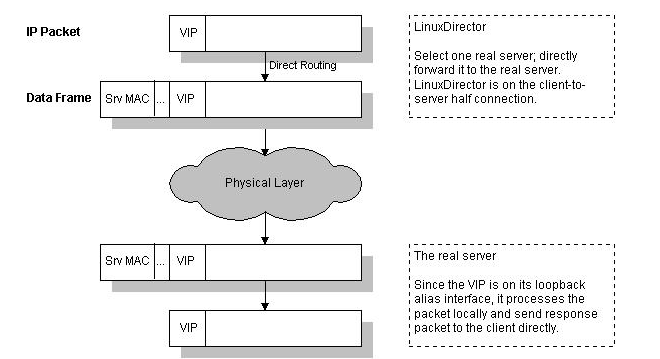 IP Packet
VIP
LinuxDirector
Select one real server; directly
forward it to the real server.
LinuxDirector is on the client-to-
server half connection.
Direct Routing
Data Frame
Srv MAC ... VIP
Physical Layer
Srv MAC ... VIP
The real server
Since the VIP is on its loopback
alias interface, it processes the
packet locally and send response
packet to the client directly.
VIP